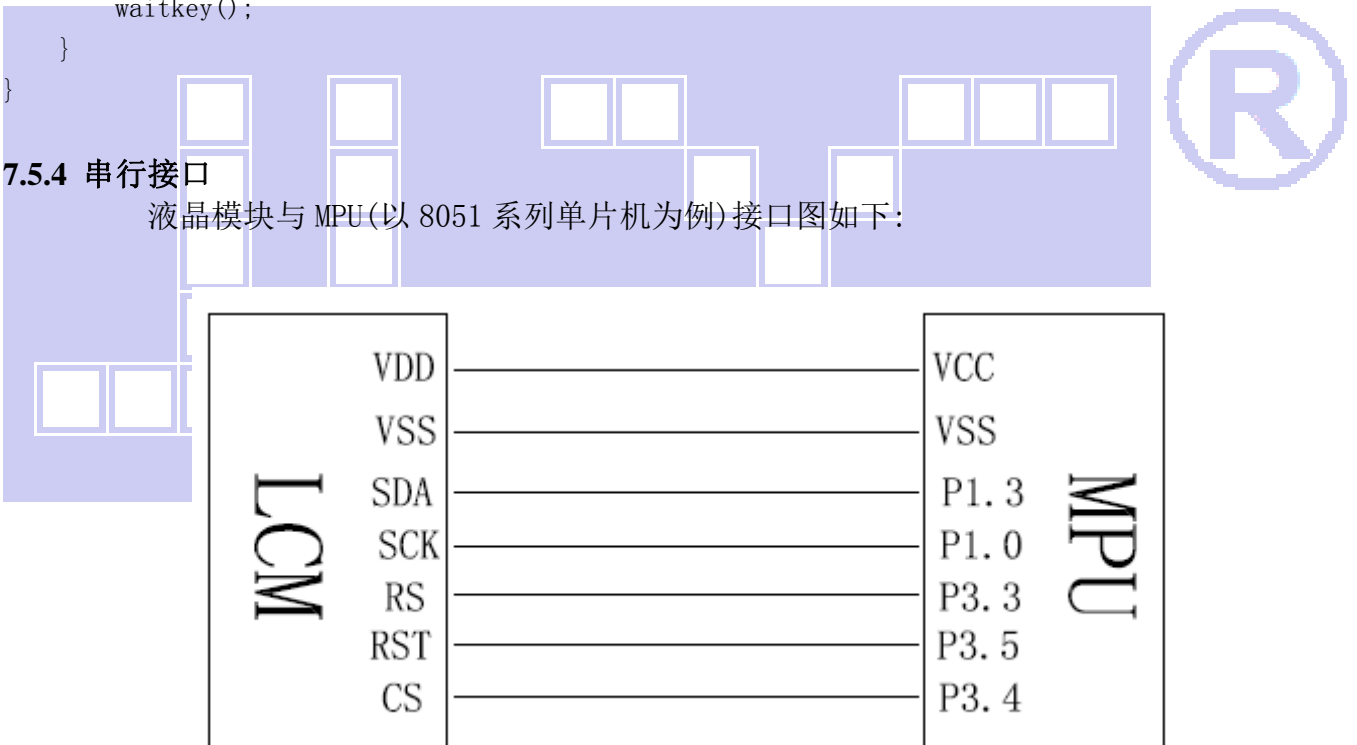 waitkey();
}
}
7.5.4 串行接口
液晶模块与 MPU(以 8051 系列单片机为例)接口图如下:
LCM
VDD
VSS
SDA
SCK
RS
RST
CS
VCC
VSS
P1.3
P1.0
P3.3
P3.5
P3.4
MPU
®